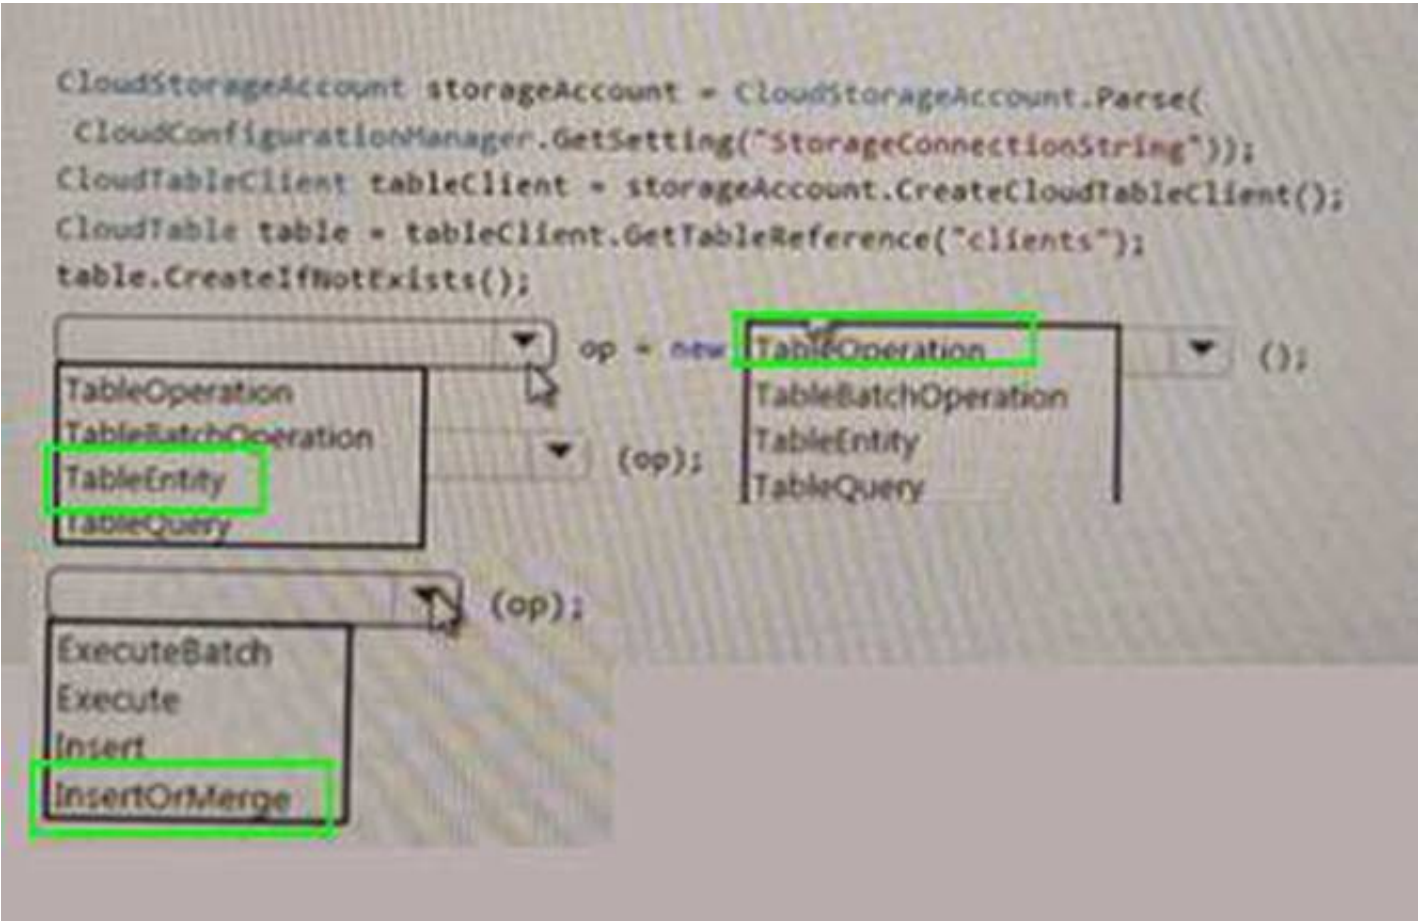 CloudStorageAccount storageAccount = CloudStorageAccount.Parse(
CloudConfigurationManager.GetSetting("StorageConnectionString"));
CloudTableClient tableClient = storageAccount.CreateCloudTableClient();
CloudTable table = tableClient.GetTableReference("clients");
table.CreateIfNotExists();
op = new TableOperation ();
TableOperation
TableBatchOperation
TableEntity
TableQuery
TableBatchOperation
TableEntity
TableQuery
(op);
(op);
ExecuteBatch
Execute
Insert
InsertOrMerge